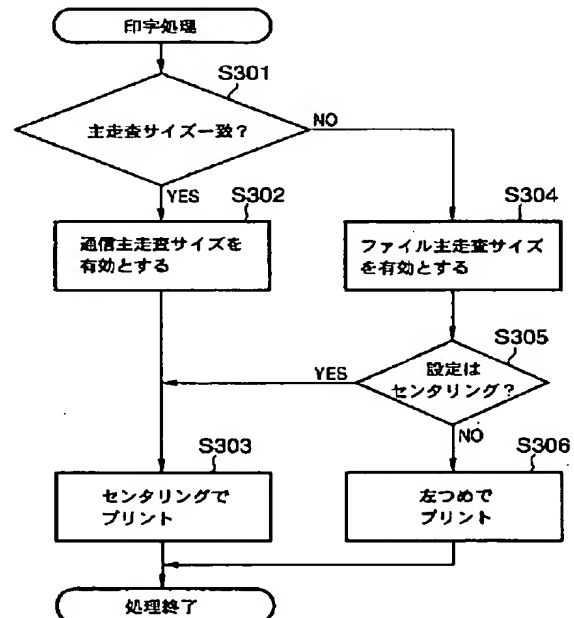 印字処理
S301
主走査サイズ一致?
NO
YES
S302
通信主走査サイズを
有効とする
S304
ファイル主走査サイズ
を有効とする
S305
設定は
センタリング?
YES
NO
S303
センタリングで
プリント
S306
左つめで
プリント
処理終了